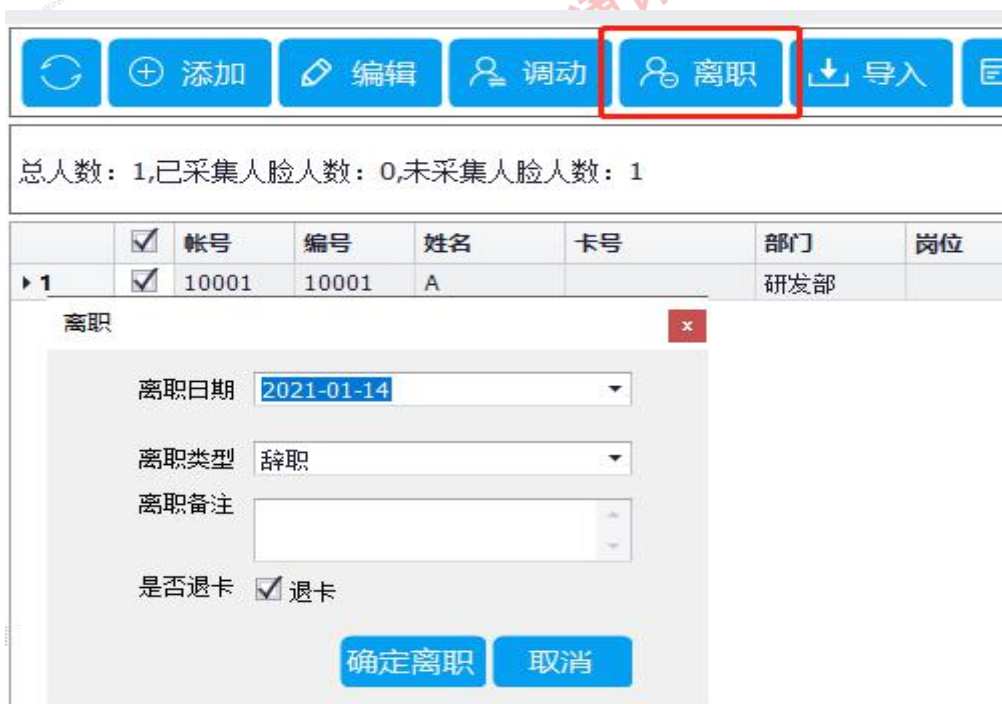 添加 编辑 调动 离职 导入
总人数：1,已采集人脸人数：0,未采集人脸人数：1
帐号 编号 姓名 卡号 部门 岗位
1 10001 10001 A 研发部
离职
离职日期 2021-01-14
离职类型 辞职
离职备注
是否退卡 退卡
确定离职 取消